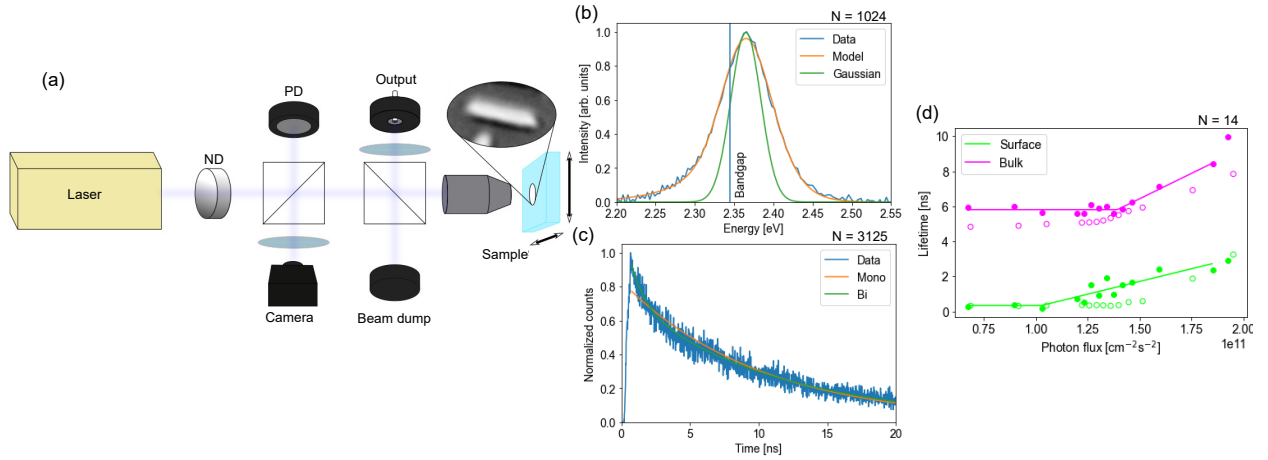 (a)
Laser
ND
PD
Camera
Output
Beam dump
Sample
(b)
N = 1024
Intensity [arb. units]
1.0
0.8
0.6
0.4
0.2
0.0
Data
Model
Gaussian
Bandgap
2.20 2.25 2.30 2.35 2.40 2.45 2.50 2.55
Energy [eV]
(c)
N = 3125
Normalized counts
1.0
0.8
0.6
0.4
0.2
0.0
Data
Mono
Bi
0 5 10 15 20
Time [ns]
(d)
N = 14
Lifetime [ns]
10
8
6
4
2
0
Surface
Bulk
0.75 1.00 1.25 1.50 1.75 2.00
1e11
Photon flux [cm⁻²s⁻²]